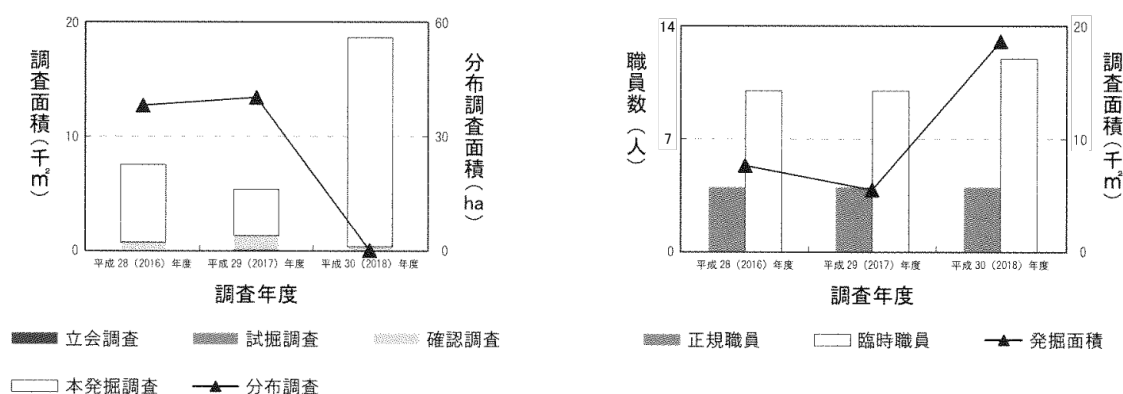 20
10
0
調査面積（千㎡）
60
30
0
分布調査面積（ha）
平成 28（2016）年度
平成 29（2017）年度
平成 30（2018）年度
調査年度
立会調査
試掘調査
確認調査
本発掘調査
分布調査
14
7
0
職員数（人）
20
10
0
調査面積（千㎡）
平成 28（2016）年度
平成 29（2017）年度
平成 30（2018）年度
調査年度
正規職員
臨時職員
発掘面積